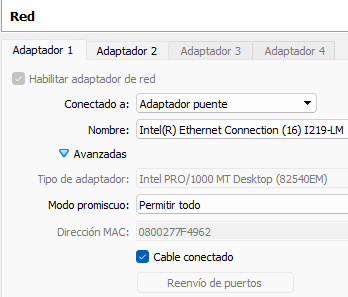 Red
Adaptador 1 Adaptador 2 Adaptador 3 Adaptador 4
Habilitar adaptador de red
Conectado a: Adaptador puente
Nombre: Intel(R) Ethernet Connection (16) I219-LM
Avanzadas
Tipo de adaptador: Intel PRO/1000 MT Desktop (82540EM)
Modo promiscuo: Permitir todo
Dirección MAC: 0800277F4962
Cable conectado
Reenvío de puertos